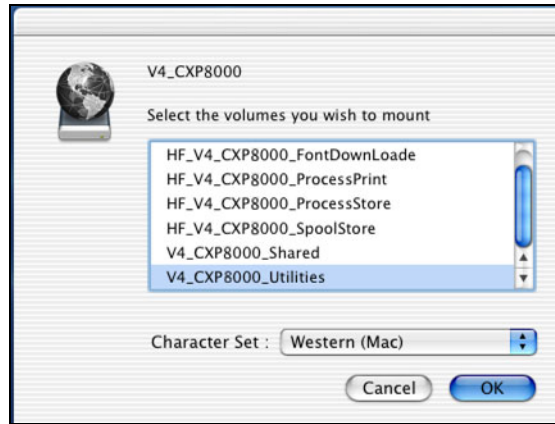 V4_CXP8000
Select the volumes you wish to mount
HF_V4_CXP8000_FontDownLoade
HF_V4_CXP8000_ProcessPrint
HF_V4_CXP8000_ProcessStore
HF_V4_CXP8000_SpoolStore
V4_CXP8000_Shared
V4_CXP8000_Utilities
Character Set : Western (Mac)
Cancel OK